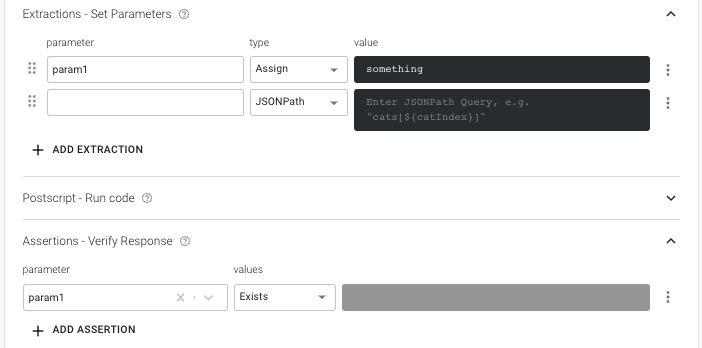 Extractions - Set Parameters
parameter type value
param1 Assign something
JSONPath Enter JSONPath Query, e.g.
"cats[${catIndex}]"
ADD EXTRACTION
Postscript - Run code
Assertions - Verify Response
parameter values
param1 Exists
ADD ASSERTION